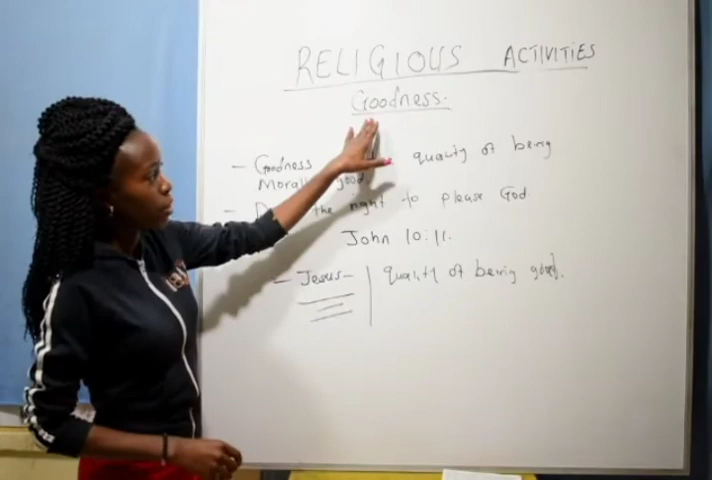 RELIGIOUS ACTIVITIES
Goodness.
- Goodness quality of being
Morall good
- the right to please God
John 10:11.
- Jesus- | quality of being good.